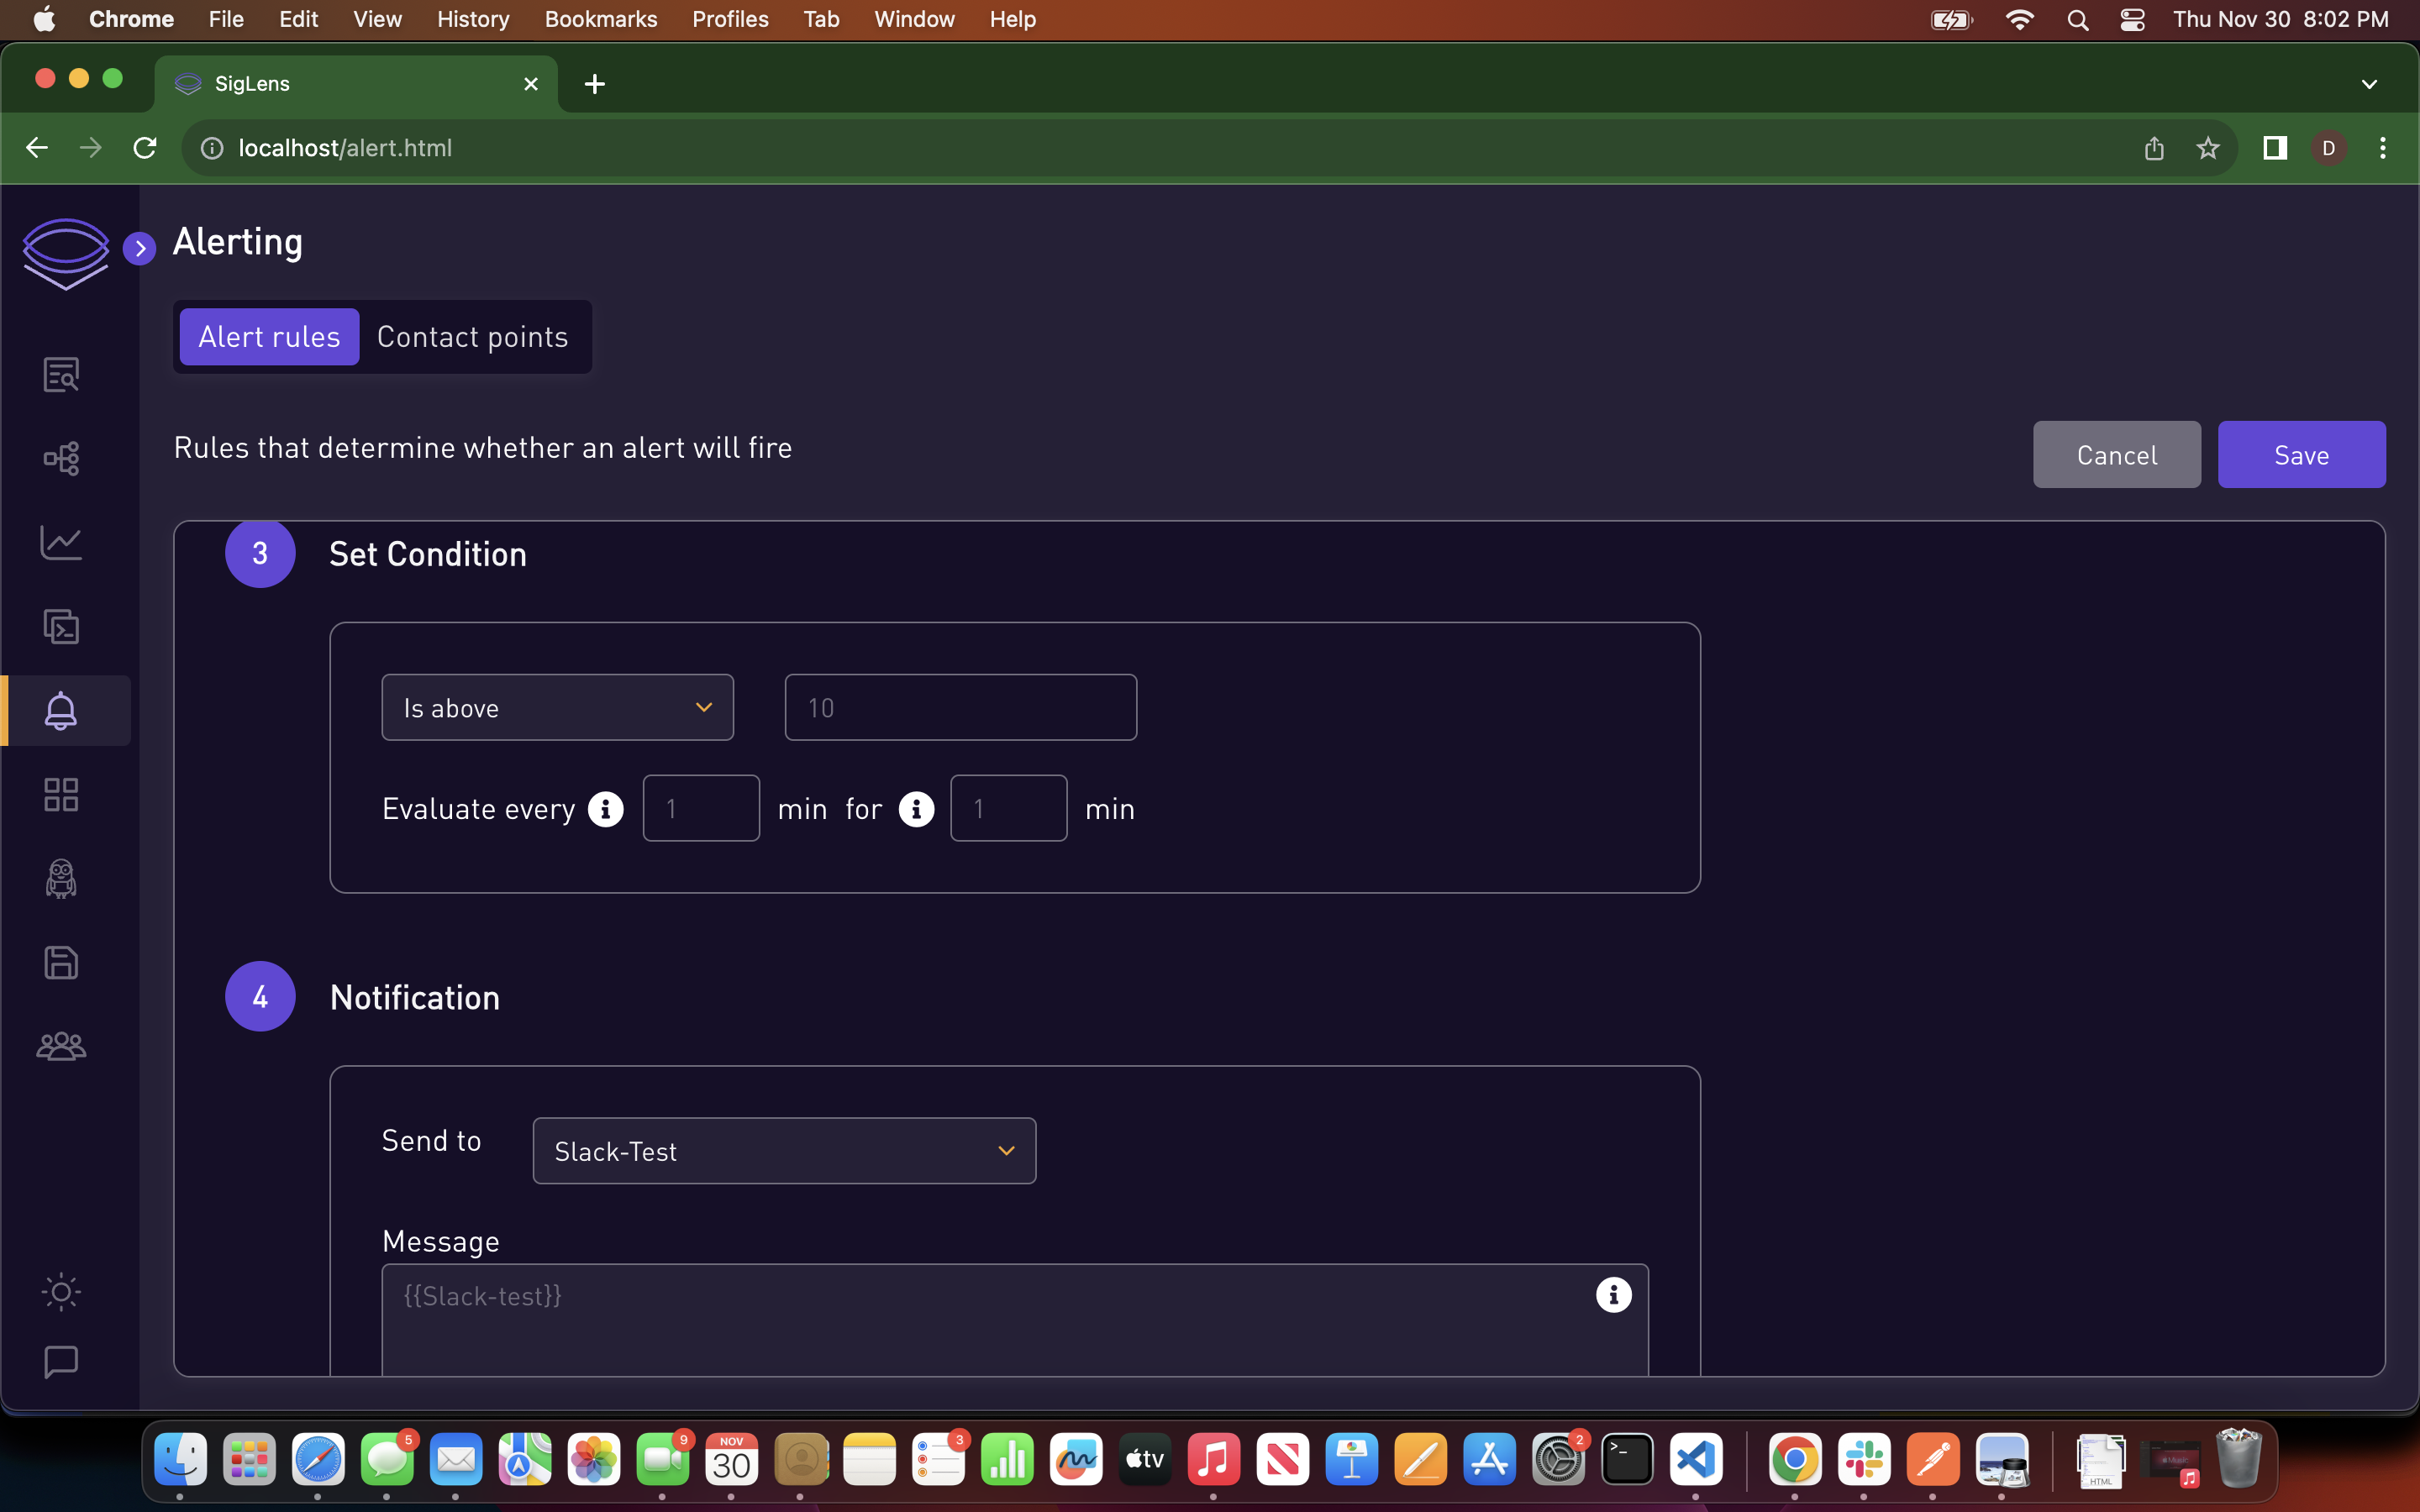 Chrome File Edit View History Bookmarks Profiles Tab Window Help Thu Nov 30 8:02 PM
SigLens
localhost/alert.html D
Alerting
Alert rules Contact points
Rules that determine whether an alert will fire Cancel Save
3 Set Condition
Is above 10
Evaluate every 1 min for 1 min
4 Notification
Send to Slack-Test
Message
{{Slack-test}}
5 9 NOV 30 3 tv 2 >_ HTML Music